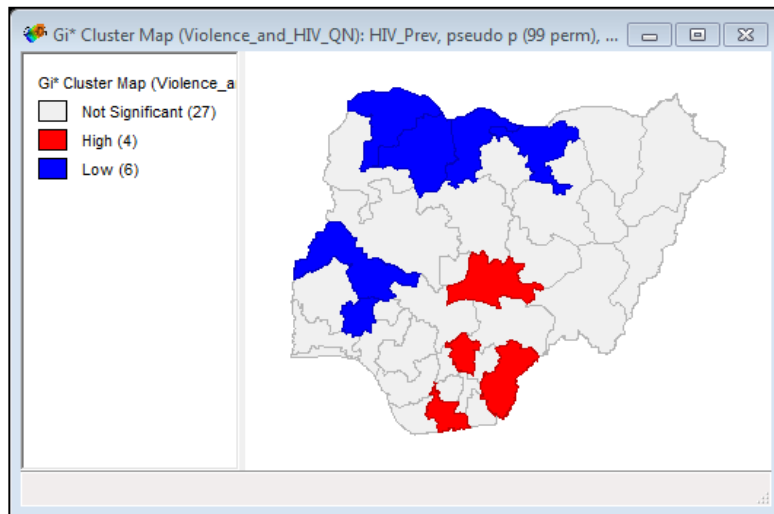 Gi* Cluster Map (Violence_and_HIV_QN): HIV_Prev, pseudo p (99 perm), ...
Gi* Cluster Map (Violence_a
Not Significant (27)
High (4)
Low (6)